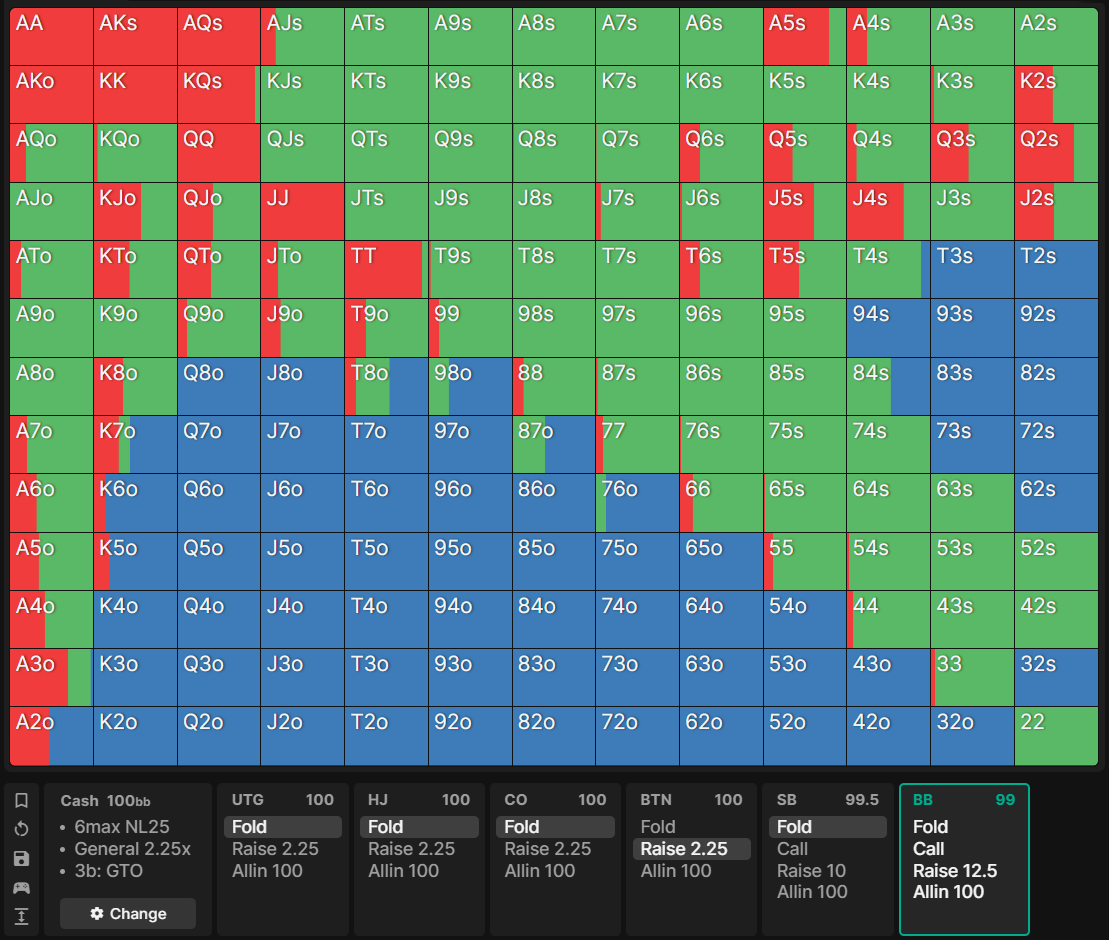 AA AKs AQs AJs ATs A9s A8s A7s A6s A5s A4s A3s A2s
AKo KK KQs KJs KTs K9s K8s K7s K6s K5s K4s K3s K2s
AQo KQo QQ QJs QTs Q9s Q8s Q7s Q6s Q5s Q4s Q3s Q2s
AJo KJo QJo JJ JTs J9s J8s J7s J6s J5s J4s J3s J2s
ATo KTo QTo JTo TT T9s T8s T7s T6s T5s T4s T3s T2s
A9o K9o Q9o J9o T9o 99 98s 97s 96s 95s 94s 93s 92s
A8o K8o Q8o J8o T8o 98o 88 87s 86s 85s 84s 83s 82s
A7o K7o Q7o J7o T7o 97o 87o 77 76s 75s 74s 73s 72s
A6o K6o Q6o J6o T6o 96o 86o 76o 66 65s 64s 63s 62s
A5o K5o Q5o J5o T5o 95o 85o 75o 65o 55 54s 53s 52s
A4o K4o Q4o J4o T4o 94o 84o 74o 64o 54o 44 43s 42s
A3o K3o Q3o J3o T3o 93o 83o 73o 63o 53o 43o 33 32s
A2o K2o Q2o J2o T2o 92o 82o 72o 62o 52o 42o 32o 22
Cash 100bb
• 6max NL25
• General 2.25x
• 3b: GTO
Change
UTG 100
Fold
Raise 2.25
Allin 100
HJ 100
Fold
Raise 2.25
Allin 100
CO 100
Fold
Raise 2.25
Allin 100
BTN 100
Fold
Raise 2.25
Allin 100
SB 99.5
Fold
Call
Raise 10
Allin 100
BB 99
Fold
Call
Raise 12.5
Allin 100